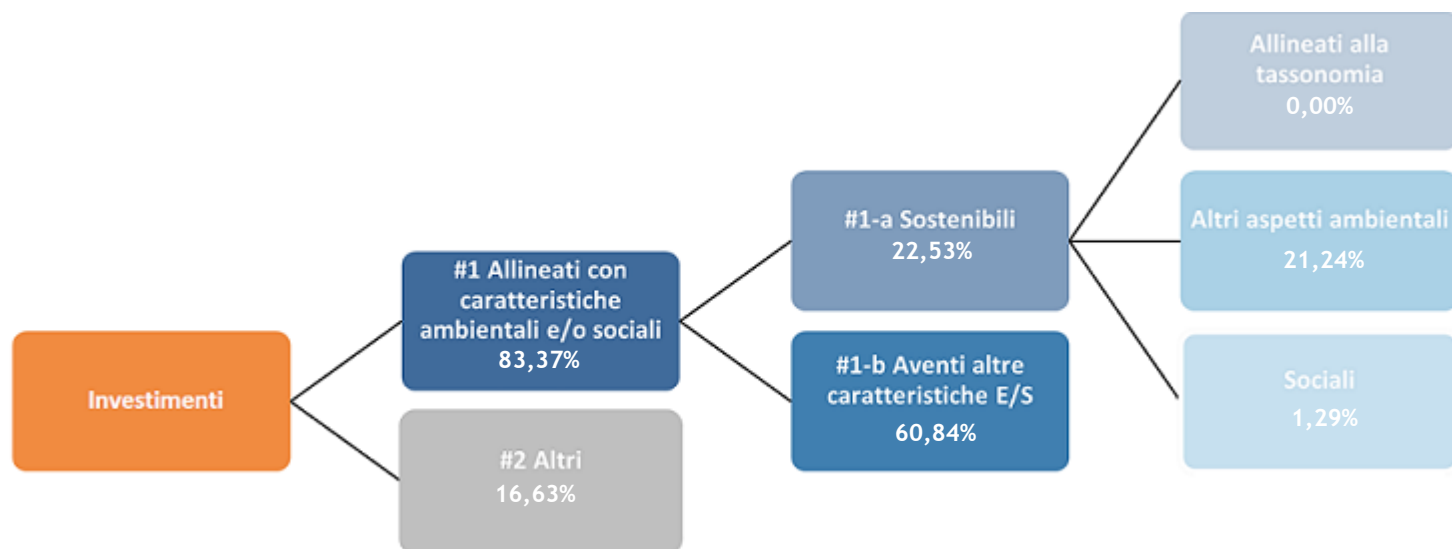 Investimenti
#1 Allineati con
caratteristiche
ambientali e/o sociali
83,37%
#2 Altri
16,63%
#1-a Sostenibili
22,53%
#1-b Aventi altre
caratteristiche E/S
60,84%
Allineati alla
tassonomia
0,00%
Altri aspetti ambientali
21,24%
Sociali
1,29%